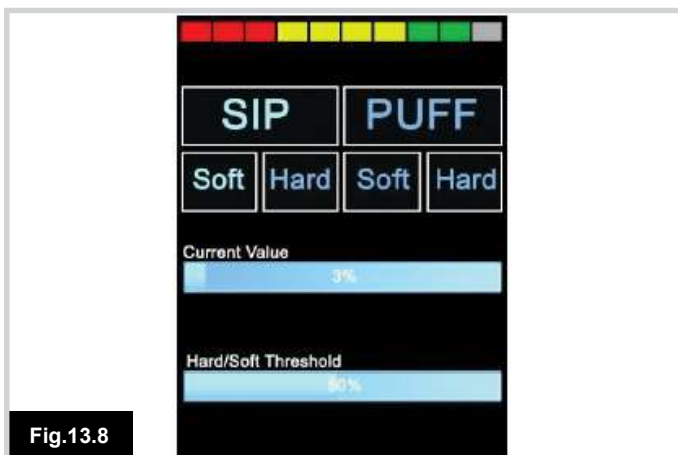 SIP PUFF
Soft Hard Soft Hard
Current Value
3%
Hard/Soft Threshold
50%
Fig.13.8